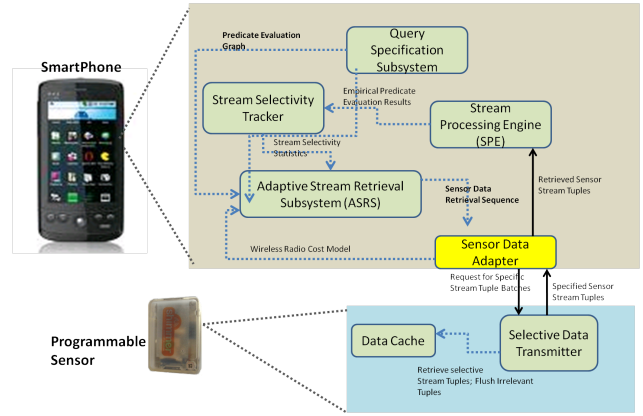 Predicate Evaluation
Graph
Query
Specification
Subsystem
SmartPhone
Stream Selectivity
Tracker
Empirical Predicate
Evaluation Results
Stream
Processing Engine
(SPE)
Stream Selectivity
Statistics
Adaptive Stream Retrieval
Subsystem (ASRS)
Sensor Data
Retrieval Sequence
Retrieved Sensor
Stream Tuples
Wireless Radio Cost Model
Sensor Data
Adapter
Request for Specific
Stream Tuple Batches
Specified Sensor
Stream Tuples
Programmable
Sensor
Data Cache
Selective Data
Transmitter
Retrieve selective
Stream Tuples; Flush Irrelevant
Tuples